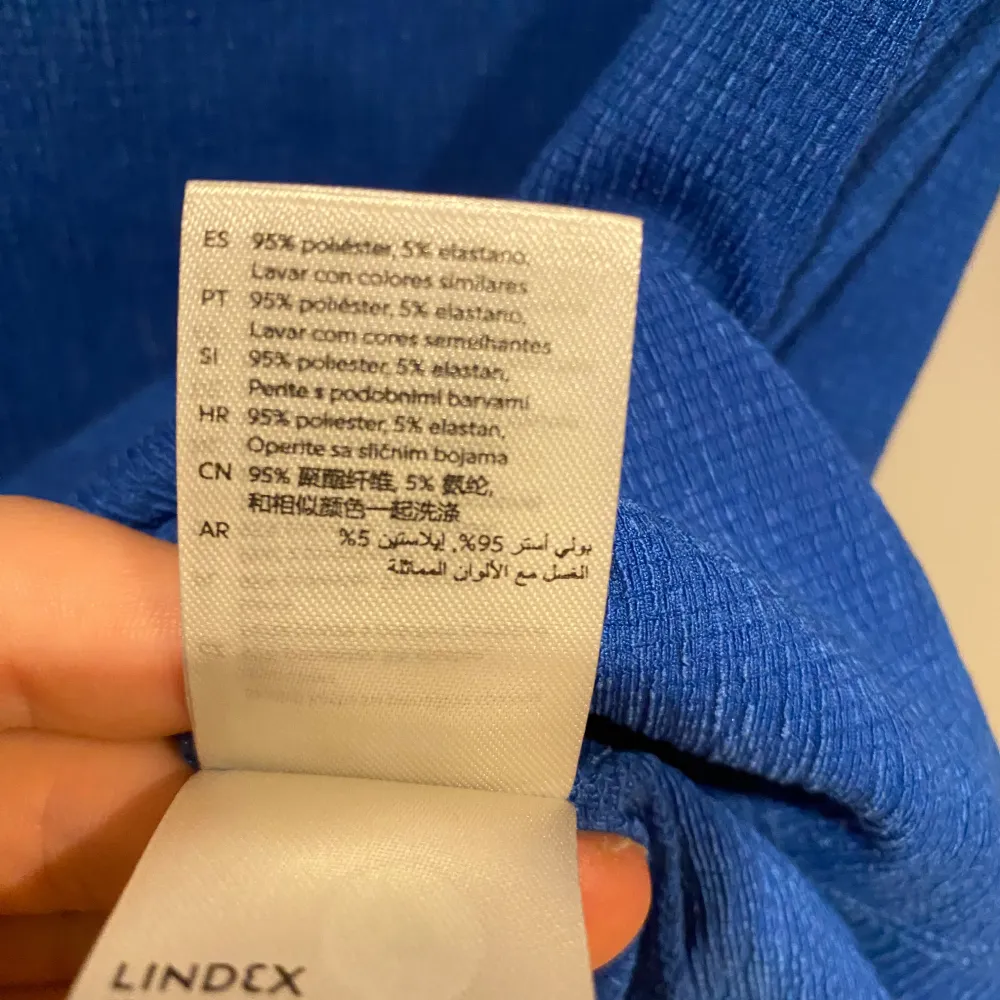 ES 95% poliéster, 5% elastano.
Lavar con colores similares
PT 95% poliéster, 5% elastano,
Lavar com cores semelhantes
SI 95% poliester, 5% elastan,
Perite s podobnimi barvami
HR 95% poliester, 5% elastan,
Operite sa sličnim bojama
CN 95% 聚酯纤维, 5% 氨纶,
和相似颜色一起洗涤
AR بولي أستر 95%, إيلاستين 5%
الغسل مع الألوان المماثلة
LINDEX